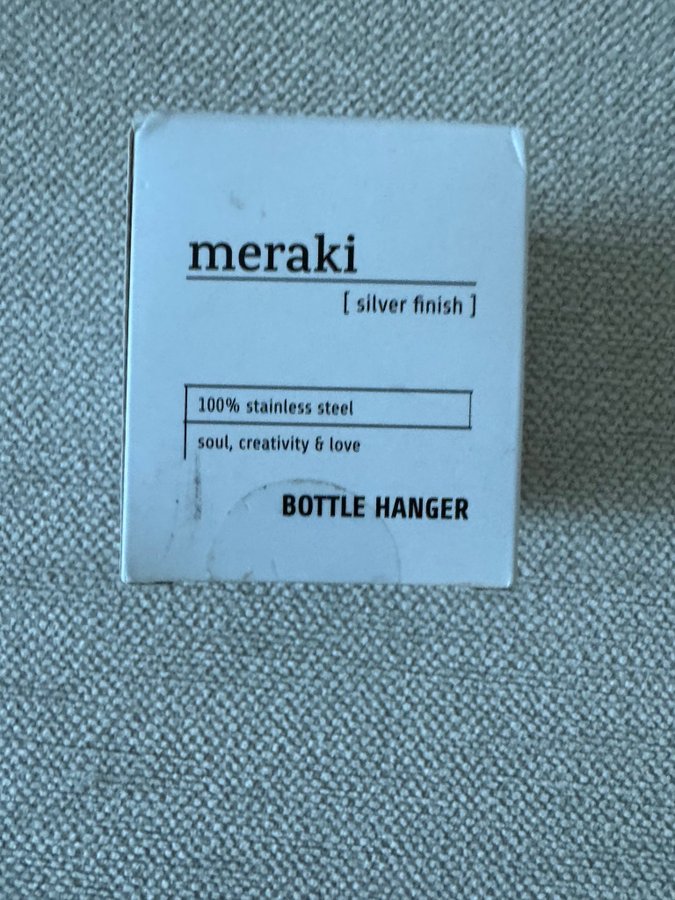 meraki
[ silver finish ]
100% stainless steel
soul, creativity & love
BOTTLE HANGER